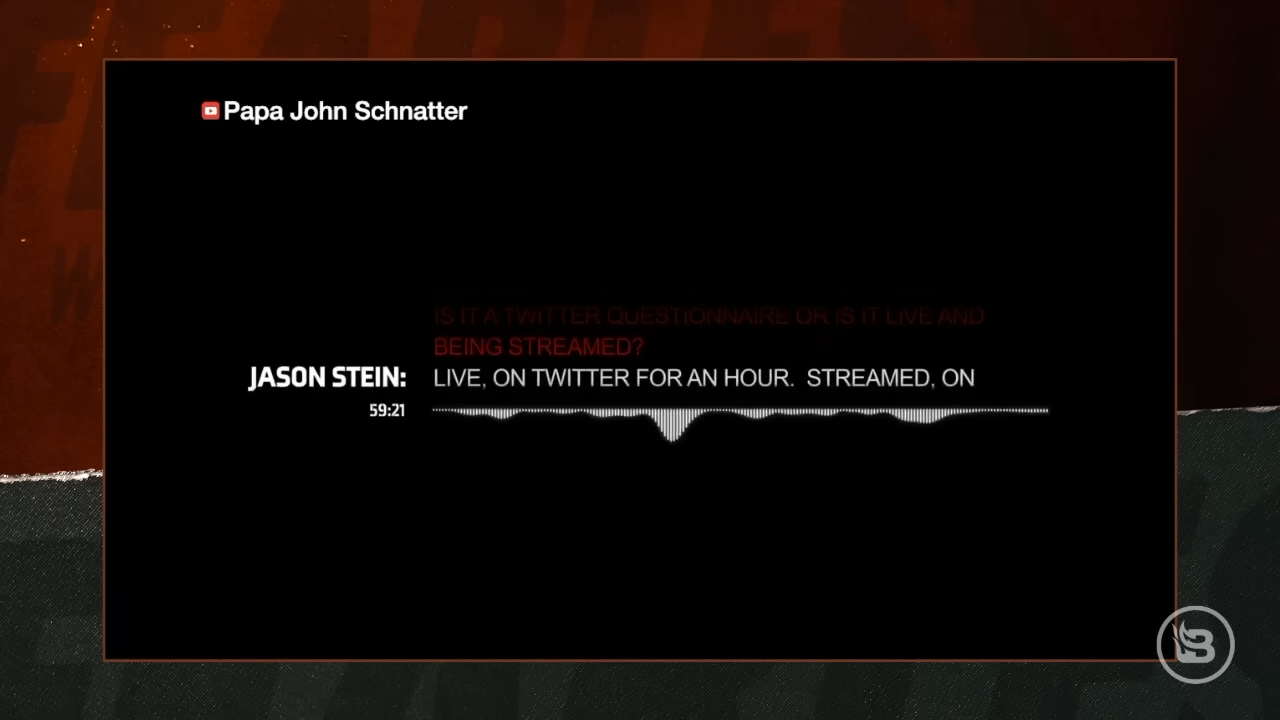 Papa John Schnatter
IS IT A TWITTER QUESTIONNAIRE OR IS IT LIVE AND
BEING STREAMED?
JASON STEIN: LIVE, ON TWITTER FOR AN HOUR. STREAMED, ON
59:21
B